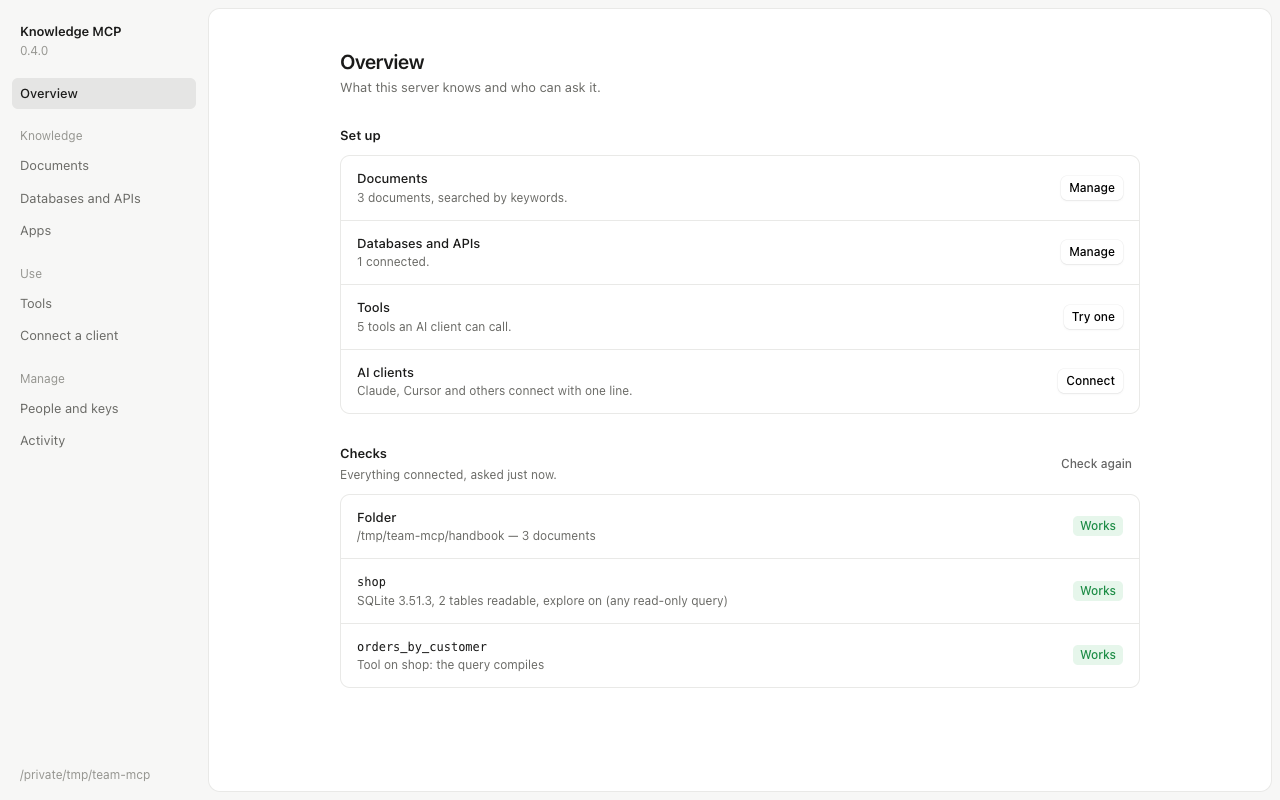 Knowledge MCP
0.4.0
Overview
Knowledge
Documents
Databases and APIs
Apps
Use
Tools
Connect a client
Manage
People and keys
Activity
/private/tmp/team-mcp
Overview
What this server knows and who can ask it.
Set up
Documents
3 documents, searched by keywords.
Manage
Databases and APIs
1 connected.
Manage
Tools
5 tools an AI client can call.
Try one
AI clients
Claude, Cursor and others connect with one line.
Connect
Checks
Everything connected, asked just now.
Check again
Folder
/tmp/team-mcp/handbook — 3 documents
Works
shop
SQLite 3.51.3, 2 tables readable, explore on (any read-only query)
Works
orders_by_customer
Tool on shop: the query compiles
Works